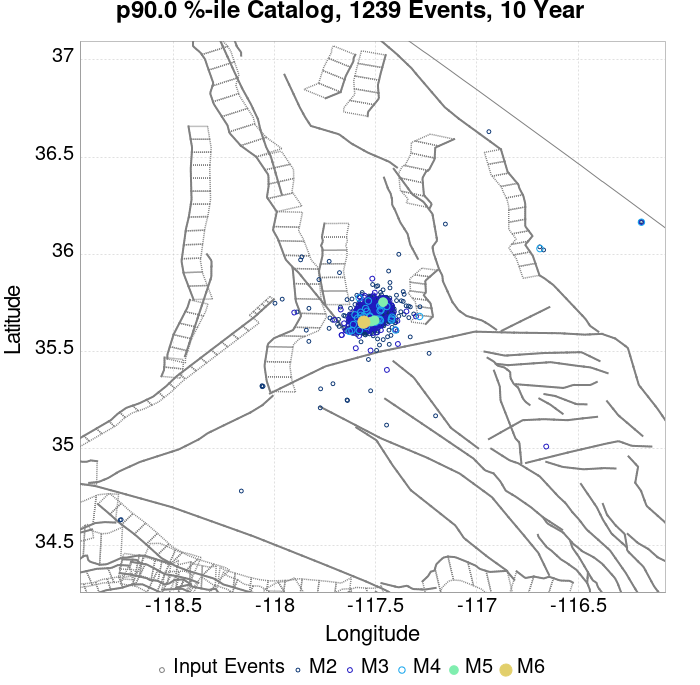 p90.0 %-ile Catalog, 1239 Events, 10 Year
37
36.5
36
35.5
35
34.5
Latitude
-118.5 -118 -117.5 -117 -116.5
Longitude
Input Events M2 M3 M4 M5 M6